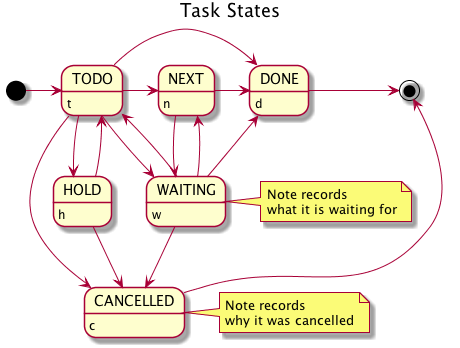 Task States
TODO
t
NEXT
n
DONE
d
HOLD
h
WAITING
w
Note records
what it is waiting for
CANCELLED
c
Note records
why it was cancelled